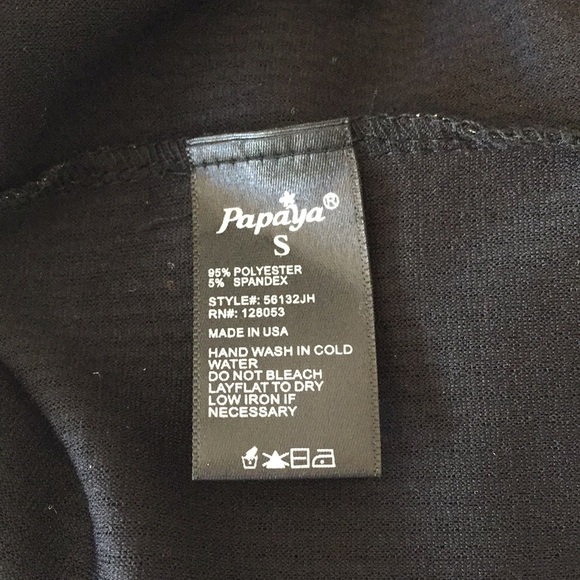 Papaya®
S
95% POLYESTER
5% SPANDEX
STYLE#: 56132JH
RN#: 128053
MADE IN USA
HAND WASH IN COLD
WATER
DO NOT BLEACH
LAYFLAT TO DRY
LOW IRON IF
NECESSARY